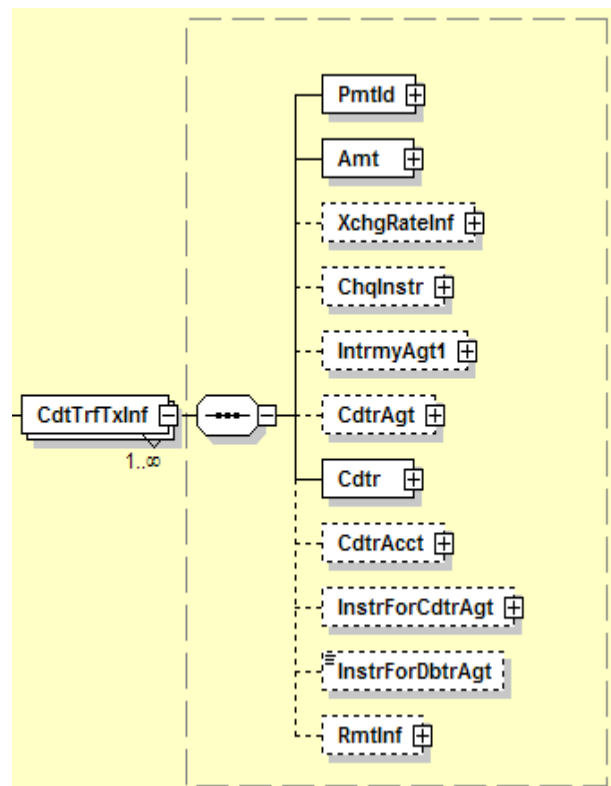 PmtId
Amt
XchgRateInf
ChqInstr
IntrmyAgt1
CdtrAgt
CdtTrfTxInf
1..∞
Cdtr
CdtrAcct
InstrForCdtrAgt
InstrForDbtrAgt
RmtInf